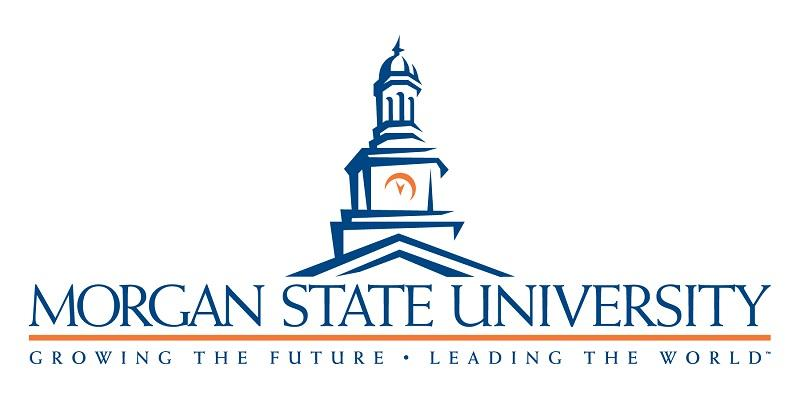 MORGAN STATE UNIVERSITY
GROWING THE FUTURE • LEADING THE WORLD™